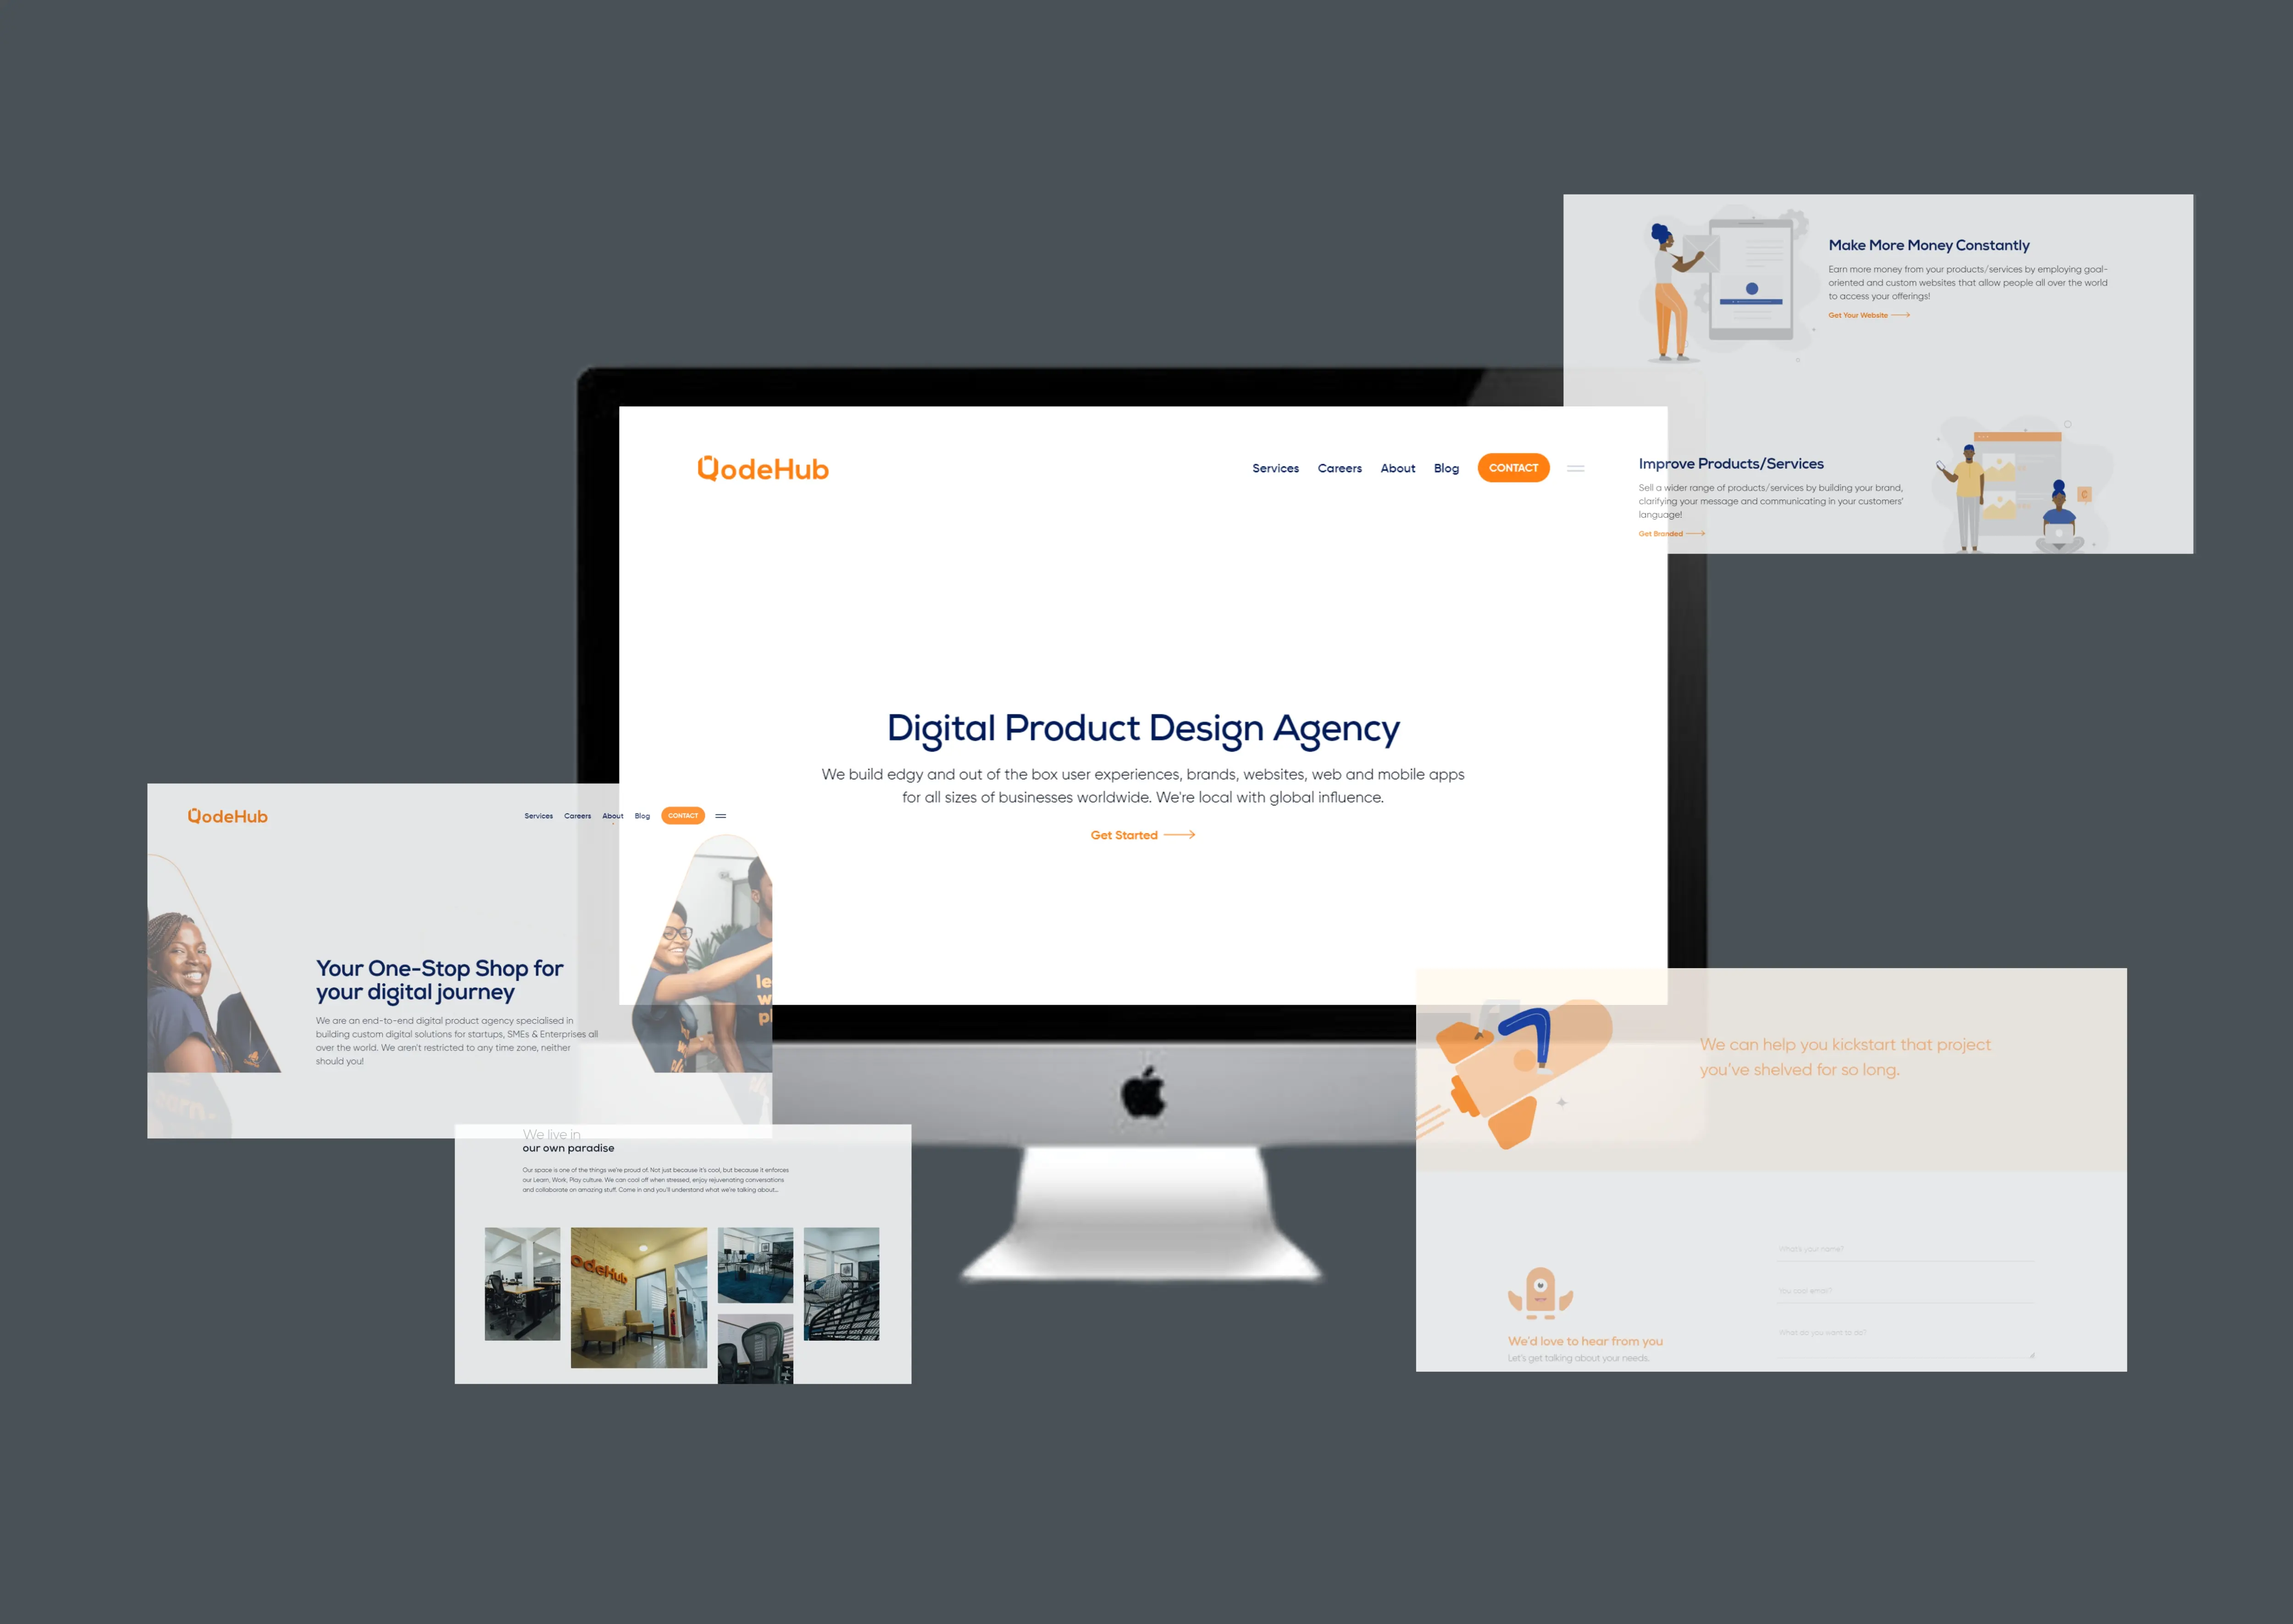 Make More Money Constantly
Earn more money from your products/services by employing goal-
oriented and custom websites that allow people all over the world
to access your offerings!
Get Your Website
QodeHub
Services Careers About Blog CONTACT
Improve Products/Services
Sell a wider range of products/services by building your brand,
clarifying your message and communicating in your customers'
language!
Get Branded
C
Digital Product Design Agency
We build edgy and out of the box user experiences, brands, websites, web and mobile apps
for all sizes of businesses worldwide. We're local with global influence.
Get Started
QodeHub
Services Careers About Blog CONTACT
Your One-Stop Shop for
your digital journey
We are an end-to-end digital product agency specialised in
building custom digital solutions for startups, SMEs & Enterprises all
over the world. We aren't restricted to any time zone, neither
should you!
le
w
pl
We can help you kickstart that project
you've shelved for so long.
We live in
our own paradise
Our space is one of the things we're proud of. Not just because it's cool, but because it enforces
our Learn, Work, Play culture. We can cool off when stressed, enjoy rejuvenating conversations
and collaborate on amazing stuff. Come in and you'll understand what we're talking about...
odeHub
What's your name?
What do you want to do?
We'd love to hear from you
Let's get talking about your needs.